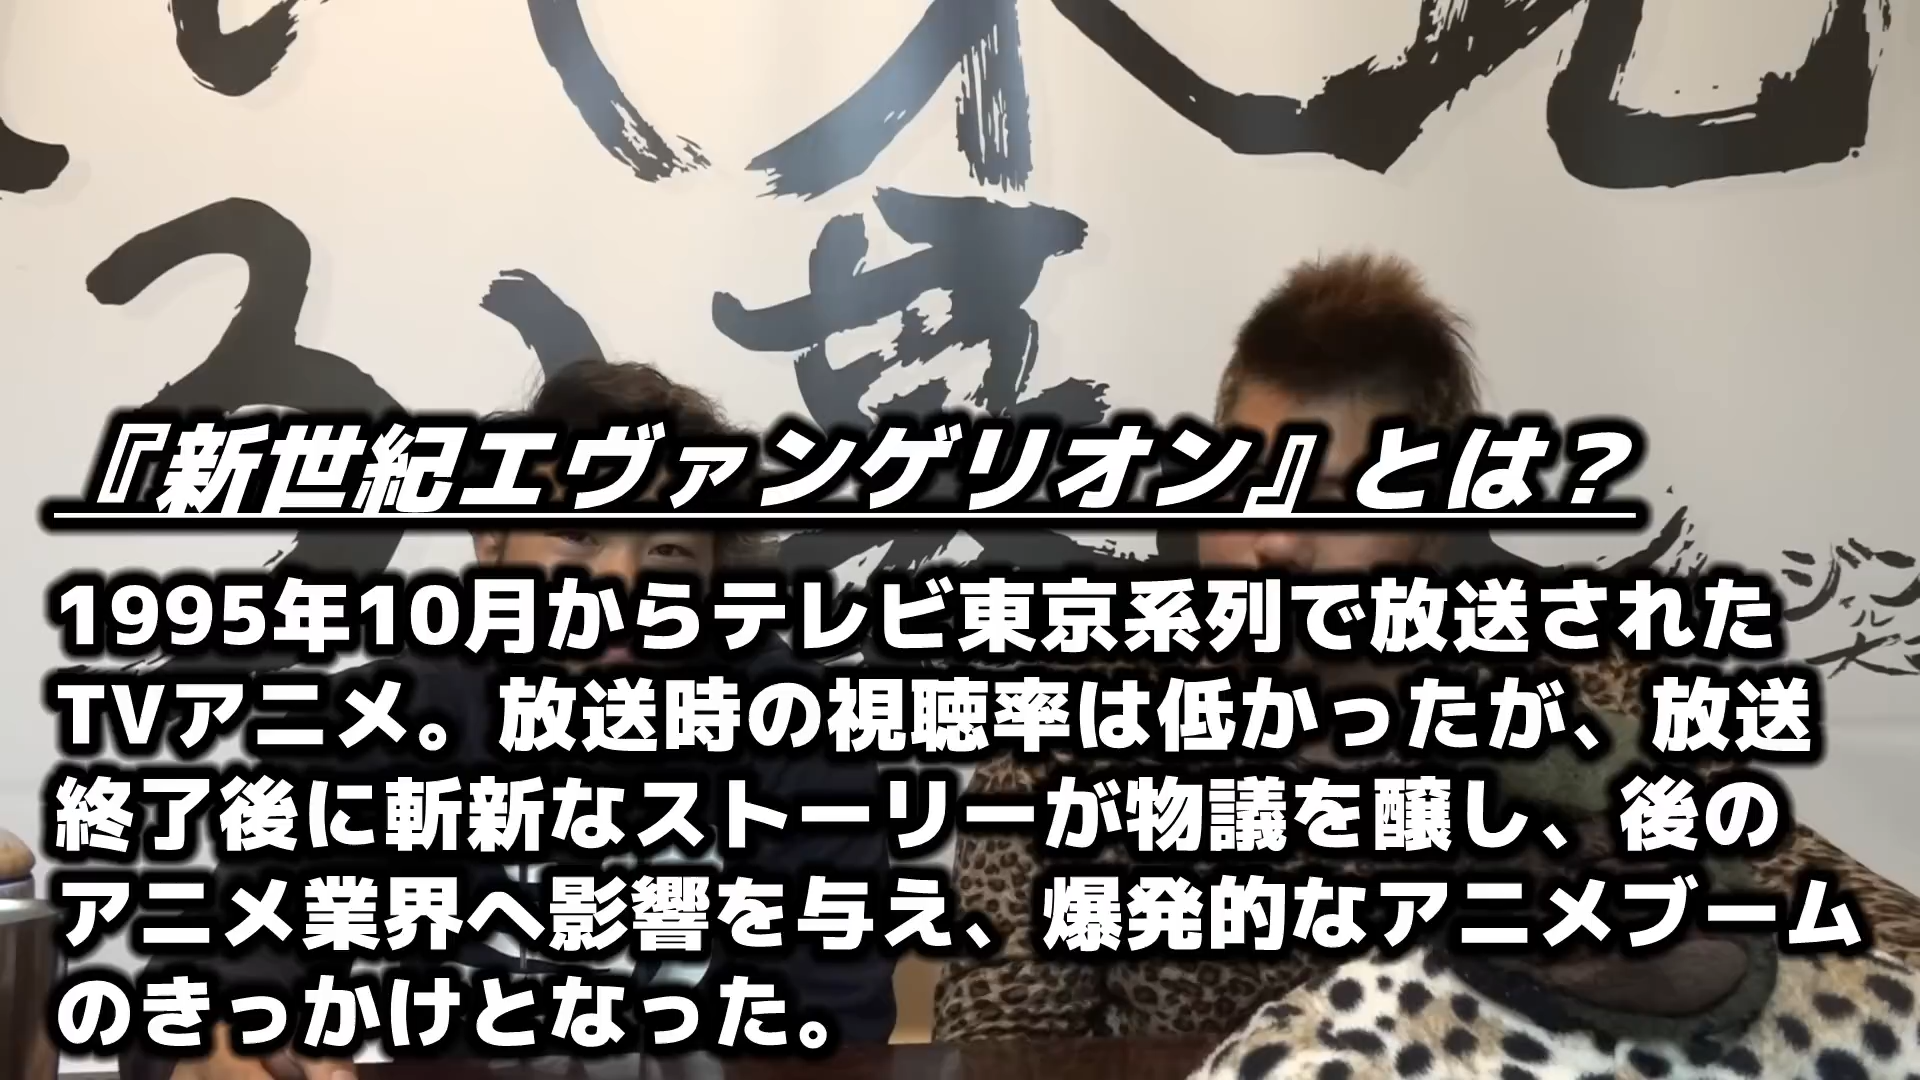 『新世紀エヴァンゲリオン』とは？
1995年10月からテレビ東京系列で放送された
TVアニメ。放送時の視聴率は低かったが、放送
終了後に斬新なストーリーが物議を醸し、後の
アニメ業界へ影響を与え、爆発的なアニメブーム
のきっかけとなった。